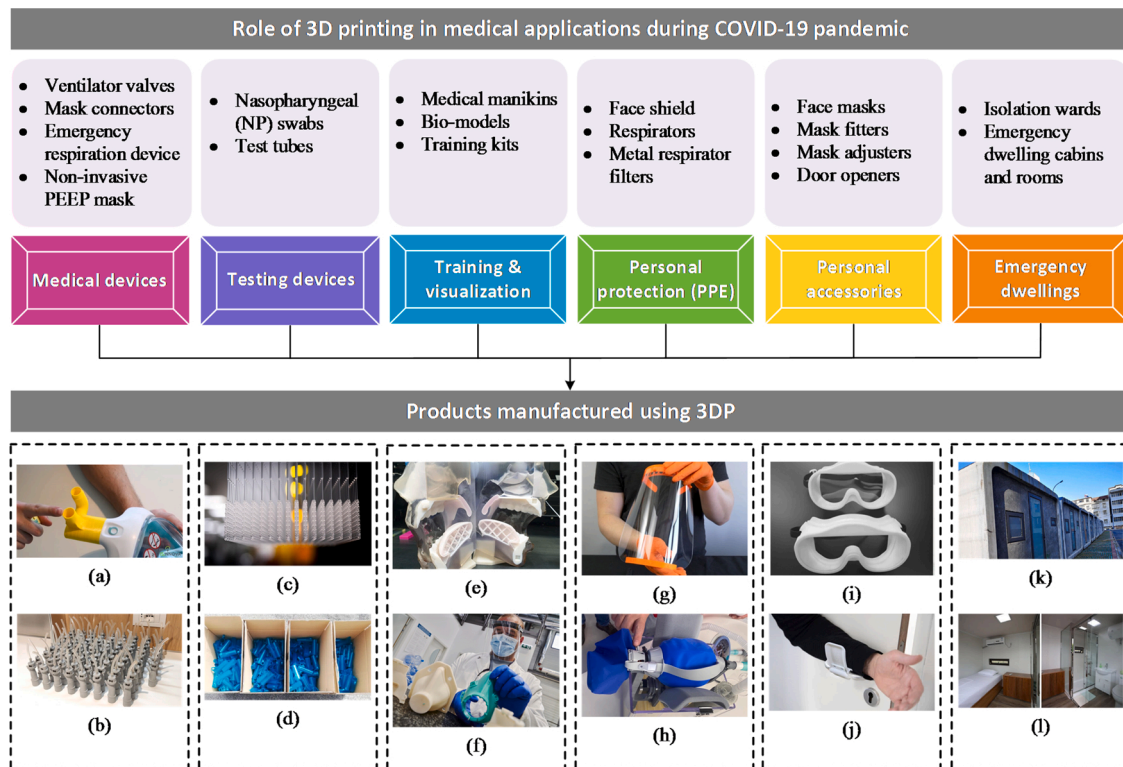 Role of 3D printing in medical applications during COVID-19 pandemic
● Ventilator valves
● Mask connectors
● Emergency
respiration device
● Non-invasive
PEEP mask
● Nasopharyngeal
(NP) swabs
● Test tubes
● Medical manikins
● Bio-models
● Training kits
● Face shield
● Respirators
● Metal respirator
filters
● Face masks
● Mask fitters
● Mask adjusters
● Door openers
● Isolation wards
● Emergency
dwelling cabins
and rooms
Medical devices
Testing devices
Training &
visualization
Personal
protection (PPE)
Personal
accessories
Emergency
dwellings
Products manufactured using 3DP
(a)
(b)
(c)
(d)
(e)
(f)
(g)
(h)
(i)
(j)
(k)
(l)